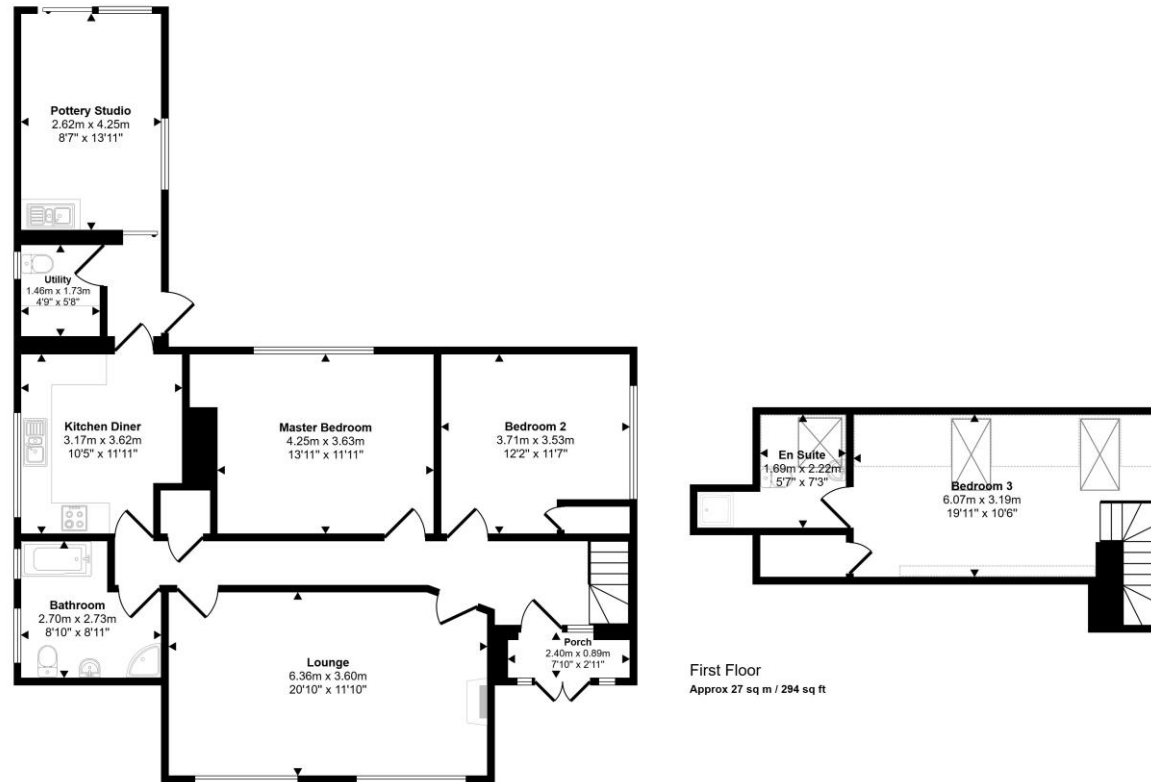 Pottery Studio
2.62m x 4.25m
8'7" x 13'11"
Utility
1.46m x 1.73m
4'9" x 5'8"
Kitchen Diner
3.17m x 3.62m
10'5" x 11'11"
Master Bedroom
4.25m x 3.63m
13'11" x 11'11"
Bedroom 2
3.71m x 3.53m
12'2" x 11'7"
Bathroom
2.70m x 2.73m
8'10" x 8'11"
Lounge
6.36m x 3.60m
20'10" x 11'10"
Porch
2.40m x 0.89m
7'10" x 2'11"
En Suite
1.69m x 2.22m
5'7" x 7'3"
Bedroom 3
6.07m x 3.19m
19'11" x 10'6"
First Floor
Approx 27 sq m / 294 sq ft